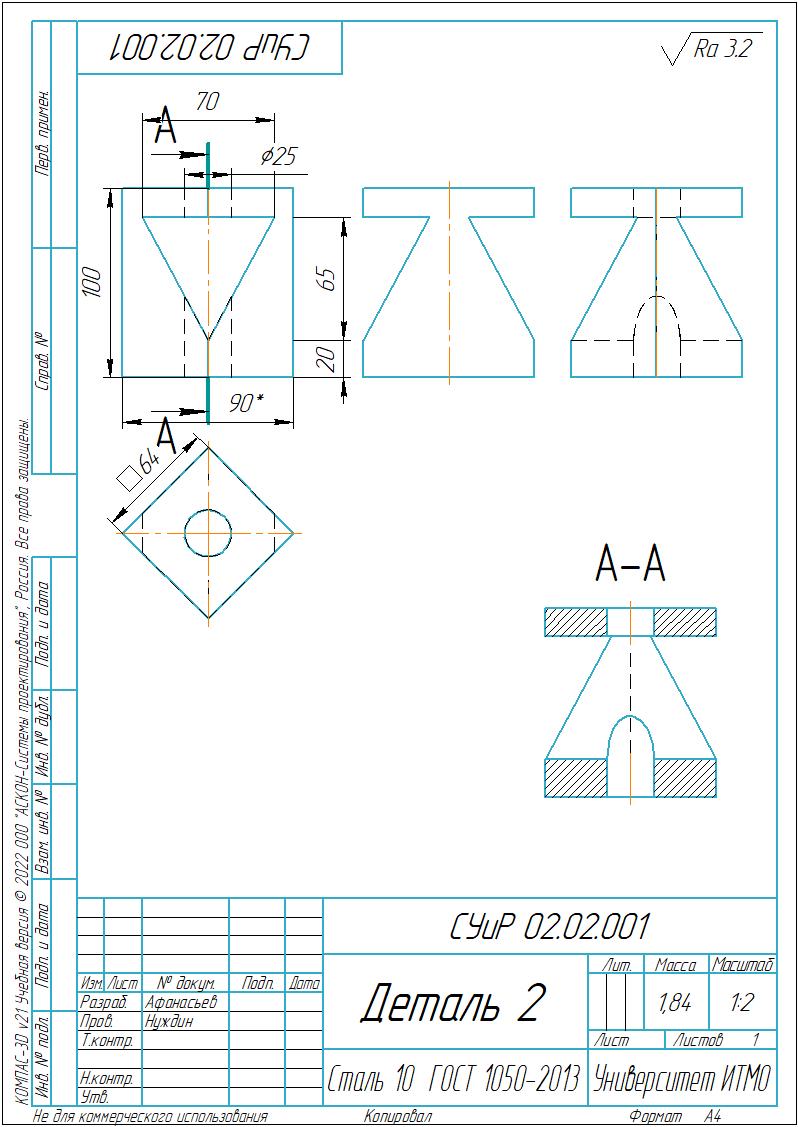 СУиР 02.02.001
Ra 3.2
Перв. примен.
Справ. №
70
А
⌀25
100
65
20
90*
А
□64
А-А
Подп. и дата
Инв. № дубл.
Взам. инв. №
Подп. и дата
Инв. № подл.
КОМПАС-3D v21 Учебная версия © 2022 ООО "АСКОН-Системы проектирования", Россия. Все права защищены.
СУиР 02.02.001
Изм. Лист № докум. Подп. Дата
Разраб Афанасьев
Пров. Нуждин
Т.контр.
Н.контр.
Утв.
Деталь 2
Лит. Масса Масштаб
1,84 1:2
Лист Листов 1
Сталь 10 ГОСТ 1050-2013
Университет ИТМО
Не для коммерческого использования
Копировал
Формат А4